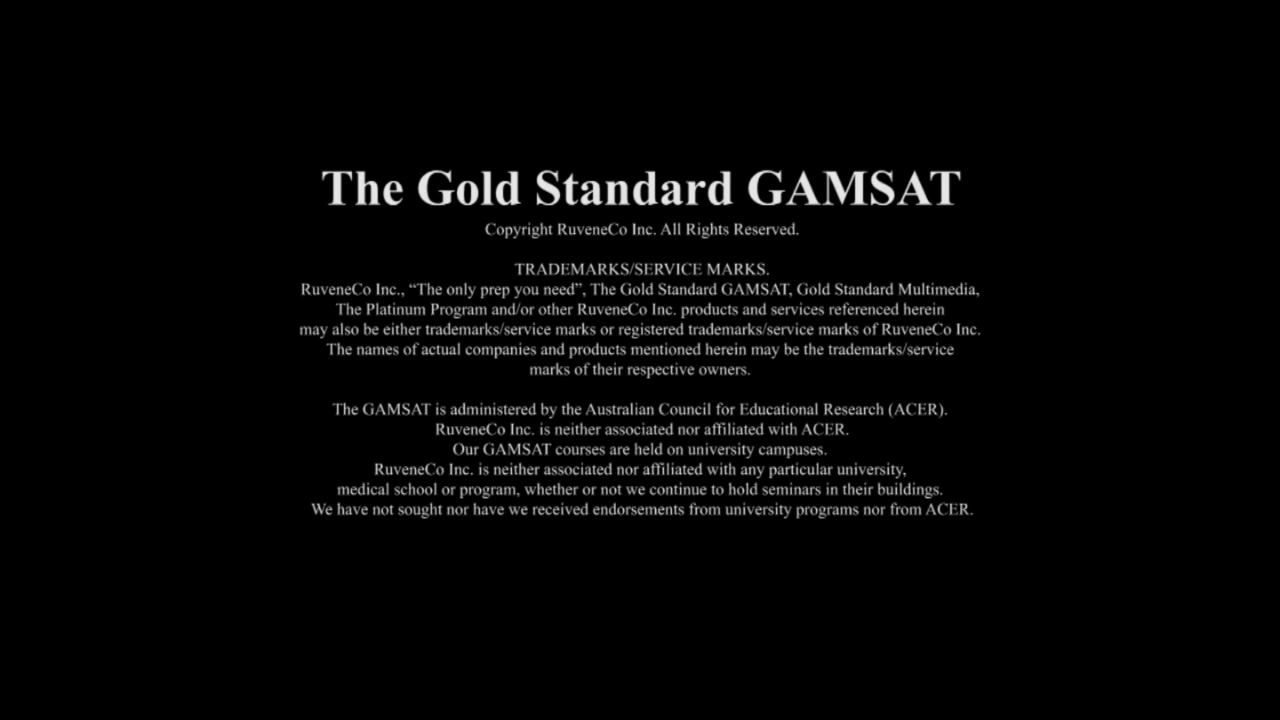 The Gold Standard GAMSAT
Copyright RuveneCo Inc. All Rights Reserved.
TRADEMARKS/SERVICE MARKS.
RuveneCo Inc., “The only prep you need”, The Gold Standard GAMSAT, Gold Standard Multimedia,
The Platinum Program and/or other RuveneCo Inc. products and services referenced herein
may also be either trademarks/service marks or registered trademarks/service marks of RuveneCo Inc.
The names of actual companies and products mentioned herein may be the trademarks/service
marks of their respective owners.
The GAMSAT is administered by the Australian Council for Educational Research (ACER).
RuveneCo Inc. is neither associated nor affiliated with ACER.
Our GAMSAT courses are held on university campuses.
RuveneCo Inc. is neither associated nor affiliated with any particular university,
medical school or program, whether or not we continue to hold seminars in their buildings.
We have not sought nor have we received endorsements from university programs nor from ACER.